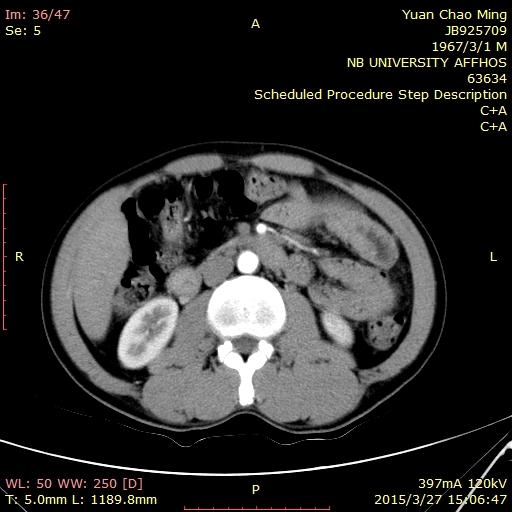 Im: 36/47
Se: 5
A
Yuan Chao Ming
JB925709
1967/3/1 M
NB UNIVERSITY AFFHOS
63634
Scheduled Procedure Step Description
C+A
C+A
R
L
WL: 50 WW: 250 [D]
T: 5.0mm L: 1189.8mm
P
397mA 120kV
2015/3/27 15:06:47